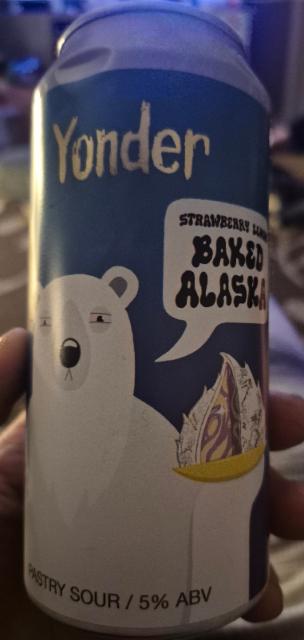 Yonder
STRAWBERRY
BAKED
ALASKA
PASTRY SOUR / 5% ABV